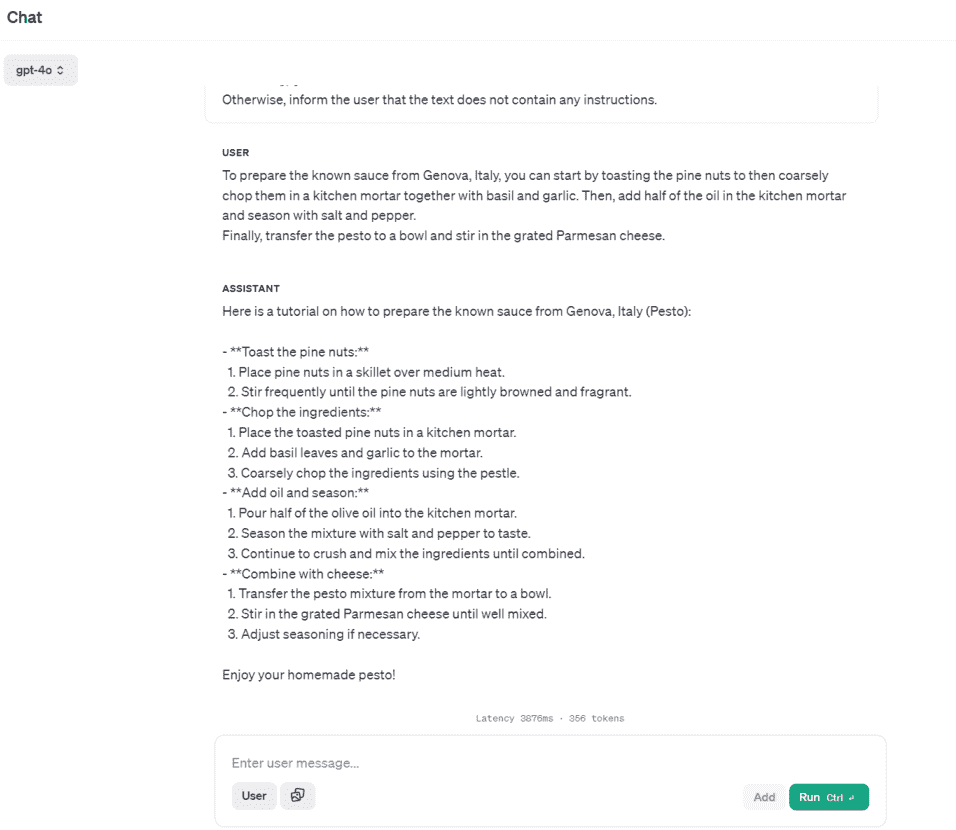 Chat
gpt-4o
Otherwise, inform the user that the text does not contain any instructions.
USER
To prepare the known sauce from Genova, Italy, you can start by toasting the pine nuts to then coarsely
chop them in a kitchen mortar together with basil and garlic. Then, add half of the oil in the kitchen mortar
and season with salt and pepper.
Finally, transfer the pesto to a bowl and stir in the grated Parmesan cheese.
ASSISTANT
Here is a tutorial on how to prepare the known sauce from Genova, Italy (Pesto):
- **Toast the pine nuts:**
1. Place pine nuts in a skillet over medium heat.
2. Stir frequently until the pine nuts are lightly browned and fragrant.
- **Chop the ingredients:**
1. Place the toasted pine nuts in a kitchen mortar.
2. Add basil leaves and garlic to the mortar.
3. Coarsely chop the ingredients using the pestle.
- **Add oil and season:**
1. Pour half of the olive oil into the kitchen mortar.
2. Season the mixture with salt and pepper to taste.
3. Continue to crush and mix the ingredients until combined.
- **Combine with cheese:**
1. Transfer the pesto mixture from the mortar to a bowl.
2. Stir in the grated Parmesan cheese until well mixed.
3. Adjust seasoning if necessary.
Enjoy your homemade pesto!
Latency 3876ms · 356 tokens
Enter user message...
User
Add
Run Ctrl ⏎